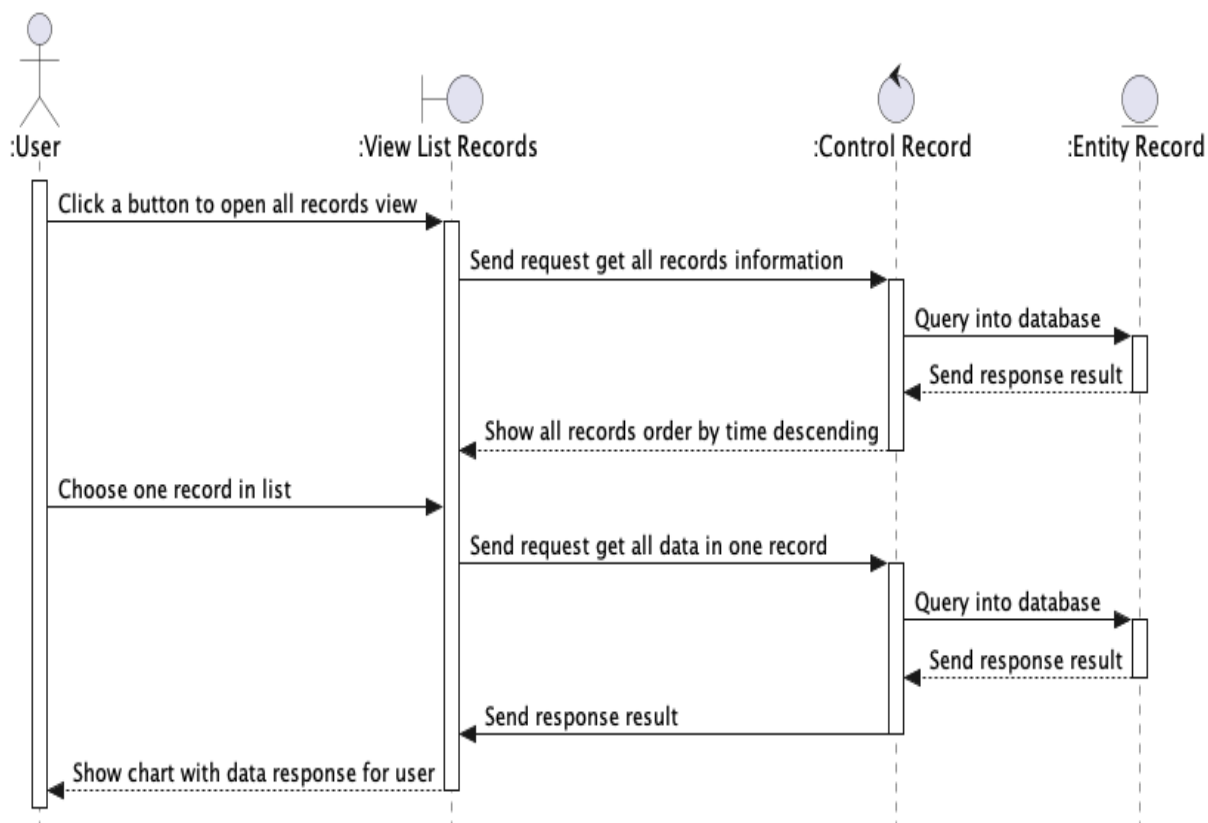 :User
:View List Records
:Control Record
:Entity Record
Click a button to open all records view
Send request get all records information
Query into database
Send response result
Show all records order by time descending
Choose one record in list
Send request get all data in one record
Query into database
Send response result
Send response result
Show chart with data response for user